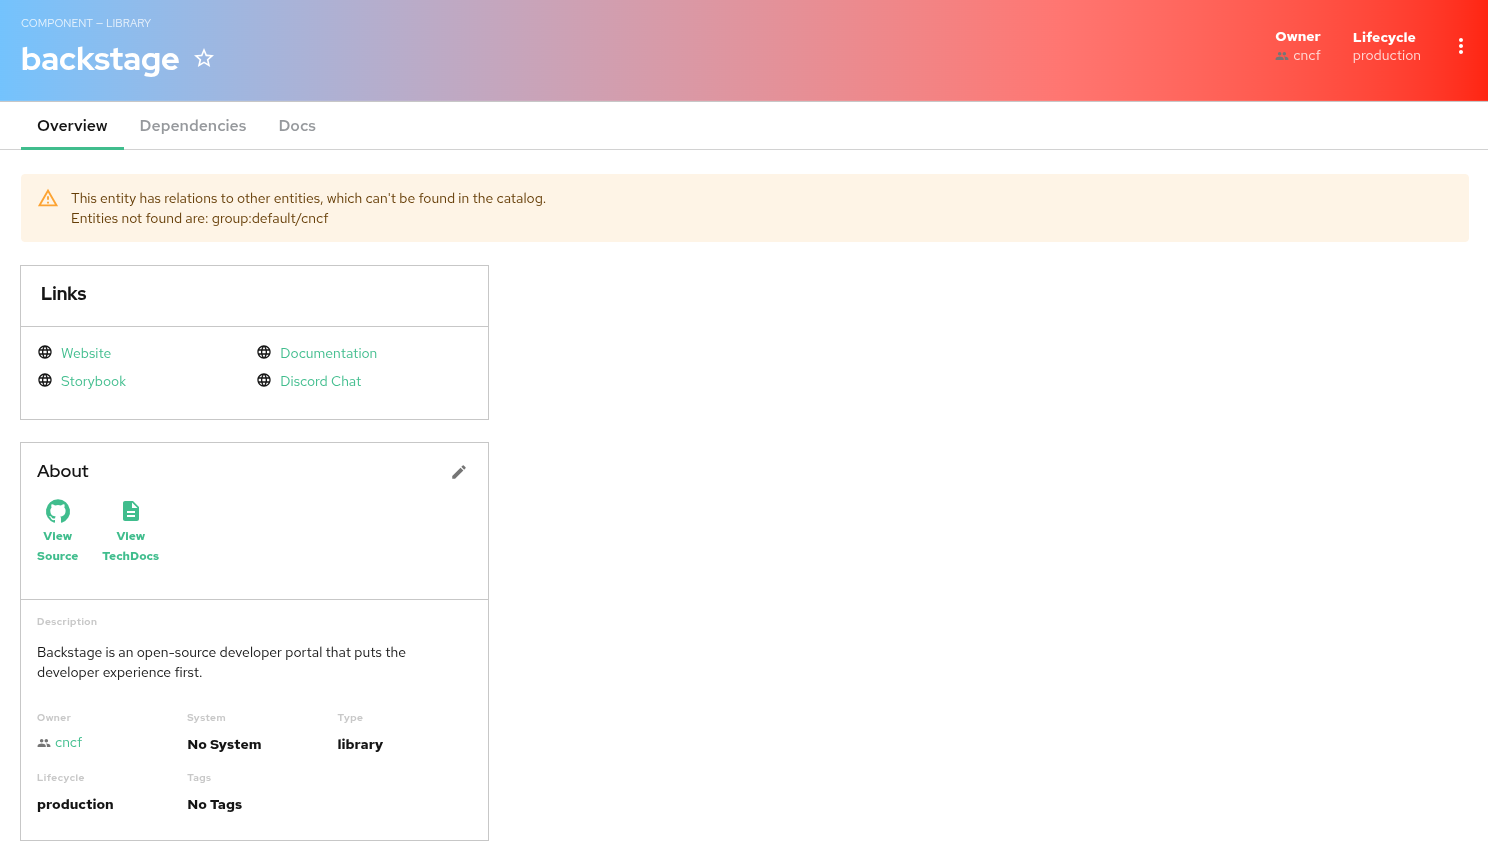 COMPONENT — LIBRARY
backstage
Owner
cncf
Lifecycle
production
Overview
Dependencies
Docs
This entity has relations to other entities, which can't be found in the catalog.
Entities not found are: group:default/cncf
Links
Website
Documentation
Storybook
Discord Chat
About
View
Source
View
TechDocs
Description
Backstage is an open-source developer portal that puts the
developer experience first.
Owner
System
Type
cncf
No System
library
Lifecycle
Tags
production
No Tags